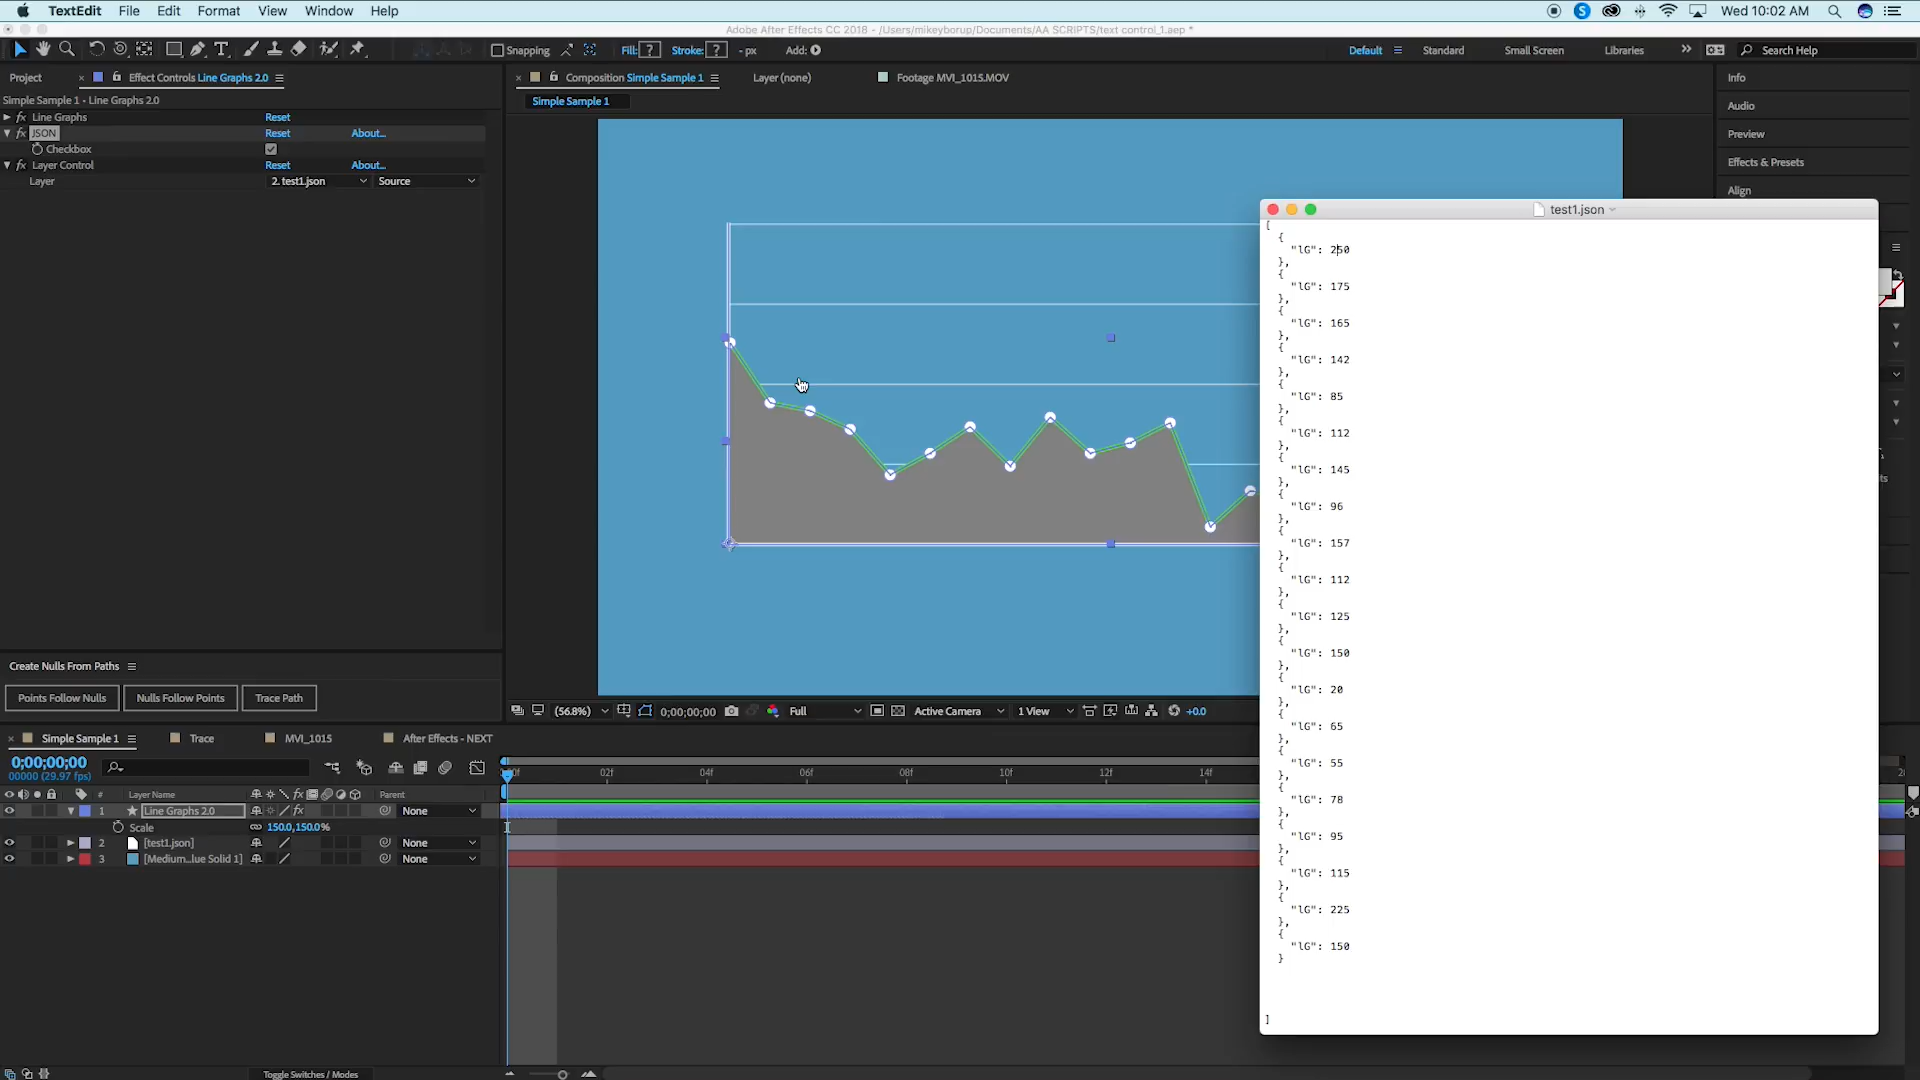 TextEdit File Edit Format View Window Help Wed 10:02 AM
Adobe After Effects CC 2018 - /Users/mikeyborup/Documents/AA SCRIPTS/text control_1.aep *
Snapping Fill: ? Stroke: ? - px Add: Default Standard Small Screen Libraries Search Help
Project Effect Controls Line Graphs 2.0
Simple Sample 1 - Line Graphs 2.0
Line Graphs Reset
JSON Reset About...
Checkbox
Layer Control Reset About...
Layer 2. test1.json Source
Composition Simple Sample 1 Layer (none) Footage MVI_1015.MOV
Simple Sample 1
Info
Audio
Preview
Effects & Presets
Align
test1.json
[
{
"lG": 250
},
{
"lG": 175
},
{
"lG": 165
},
{
"lG": 142
},
{
"lG": 85
},
{
"lG": 112
},
{
"lG": 145
},
{
"lG": 96
},
{
"lG": 157
},
{
"lG": 112
},
{
"lG": 125
},
{
"lG": 150
},
{
"lG": 20
},
{
"lG": 65
},
{
"lG": 55
},
{
"lG": 78
},
{
"lG": 95
},
{
"lG": 115
},
{
"lG": 225
},
{
"lG": 150
}
]
Create Nulls From Paths
Points Follow Nulls Nulls Follow Points Trace Path
(56.8%) 0;00;00;00 Full Active Camera 1 View +0.0
Simple Sample 1 Trace MVI_1015 After Effects - NEXT
0;00;00;00
00000 (29.97 fps)
02f 04f 06f 08f 10f 12f 14f
# Layer Name Parent
1 Line Graphs 2.0 None
Scale 150.0,150.0%
2 [test1.json] None
3 [Medium...lue Solid 1] None
Toggle Switches / Modes